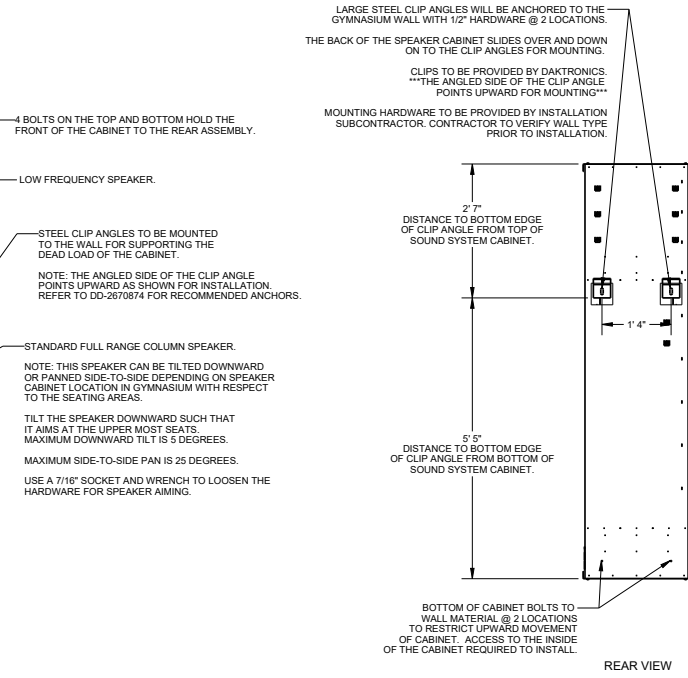 LARGE STEEL CLIP ANGLES WILL BE ANCHORED TO THE
GYMNASIUM WALL WITH 1/2" HARDWARE @ 2 LOCATIONS.
THE BACK OF THE SPEAKER CABINET SLIDES OVER AND DOWN
ON TO THE CLIP ANGLES FOR MOUNTING.
CLIPS TO BE PROVIDED BY DAKTRONICS.
***THE ANGLED SIDE OF THE CLIP ANGLE
POINTS UPWARD FOR MOUNTING***
MOUNTING HARDWARE TO BE PROVIDED BY INSTALLATION
SUBCONTRACTOR. CONTRACTOR TO VERIFY WALL TYPE
PRIOR TO INSTALLATION.
4 BOLTS ON THE TOP AND BOTTOM HOLD THE
FRONT OF THE CABINET TO THE REAR ASSEMBLY.
LOW FREQUENCY SPEAKER.
STEEL CLIP ANGLES TO BE MOUNTED
TO THE WALL FOR SUPPORTING THE
DEAD LOAD OF THE CABINET.
NOTE: THE ANGLED SIDE OF THE CLIP ANGLE
POINTS UPWARD AS SHOWN FOR INSTALLATION.
REFER TO DD-2670874 FOR RECOMMENDED ANCHORS.
STANDARD FULL RANGE COLUMN SPEAKER.
NOTE: THIS SPEAKER CAN BE TILTED DOWNWARD
OR PANNED SIDE-TO-SIDE DEPENDING ON SPEAKER
CABINET LOCATION IN GYMNASIUM WITH RESPECT
TO THE SEATING AREAS.
TILT THE SPEAKER DOWNWARD SUCH THAT
IT AIMS AT THE UPPER MOST SEATS.
MAXIMUM DOWNWARD TILT IS 5 DEGREES.
MAXIMUM SIDE-TO-SIDE PAN IS 25 DEGREES.
USE A 7/16" SOCKET AND WRENCH TO LOOSEN THE
HARDWARE FOR SPEAKER AIMING.
2' 7"
DISTANCE TO BOTTOM EDGE
OF CLIP ANGLE FROM TOP OF
SOUND SYSTEM CABINET.
1' 4"
5' 5"
DISTANCE TO BOTTOM EDGE
OF CLIP ANGLE FROM BOTTOM OF
SOUND SYSTEM CABINET.
BOTTOM OF CABINET BOLTS TO
WALL MATERIAL @ 2 LOCATIONS
TO RESTRICT UPWARD MOVEMENT
OF CABINET. ACCESS TO THE INSIDE
OF THE CABINET REQUIRED TO INSTALL.
REAR VIEW